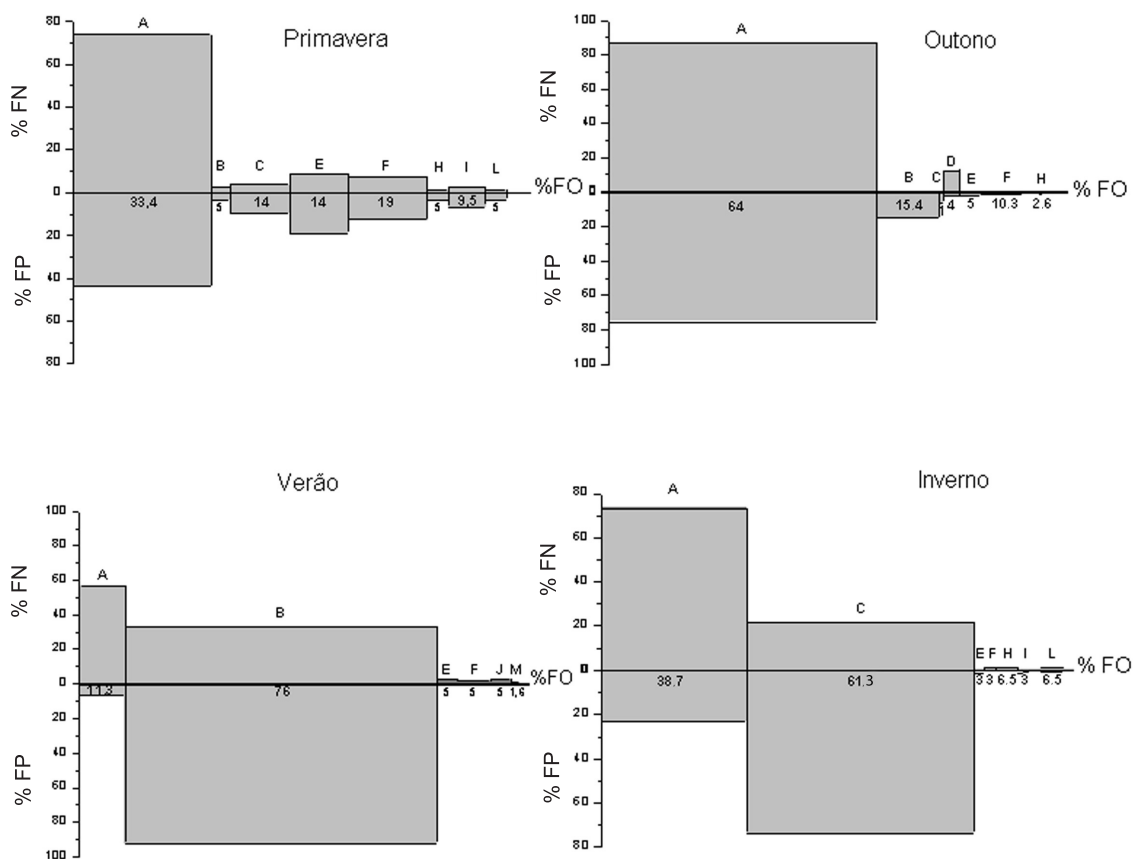 Primavera
% FN
% FP
80
60
40
20
0
20
40
60
80
A
B
C
E
F
H
I
L
33,4
5
14
14
19
5
9,5
5
%FO
Outono
% FN
% FP
100
80
60
40
20
0
20
40
60
80
100
A
B
C
D
E
F
H
64
15.4
4
5
10.3
2.6
% FO
Verão
% FN
% FP
100
80
60
40
20
0
20
40
60
80
100
A
B
E
F
J
M
11,3
76
5
5
5
1,6
%FO
Inverno
% FN
% FP
80
60
40
20
0
20
40
60
80
A
C
E
F
H
I
L
38.7
61.3
3
3
6.5
3
6.5
% FO